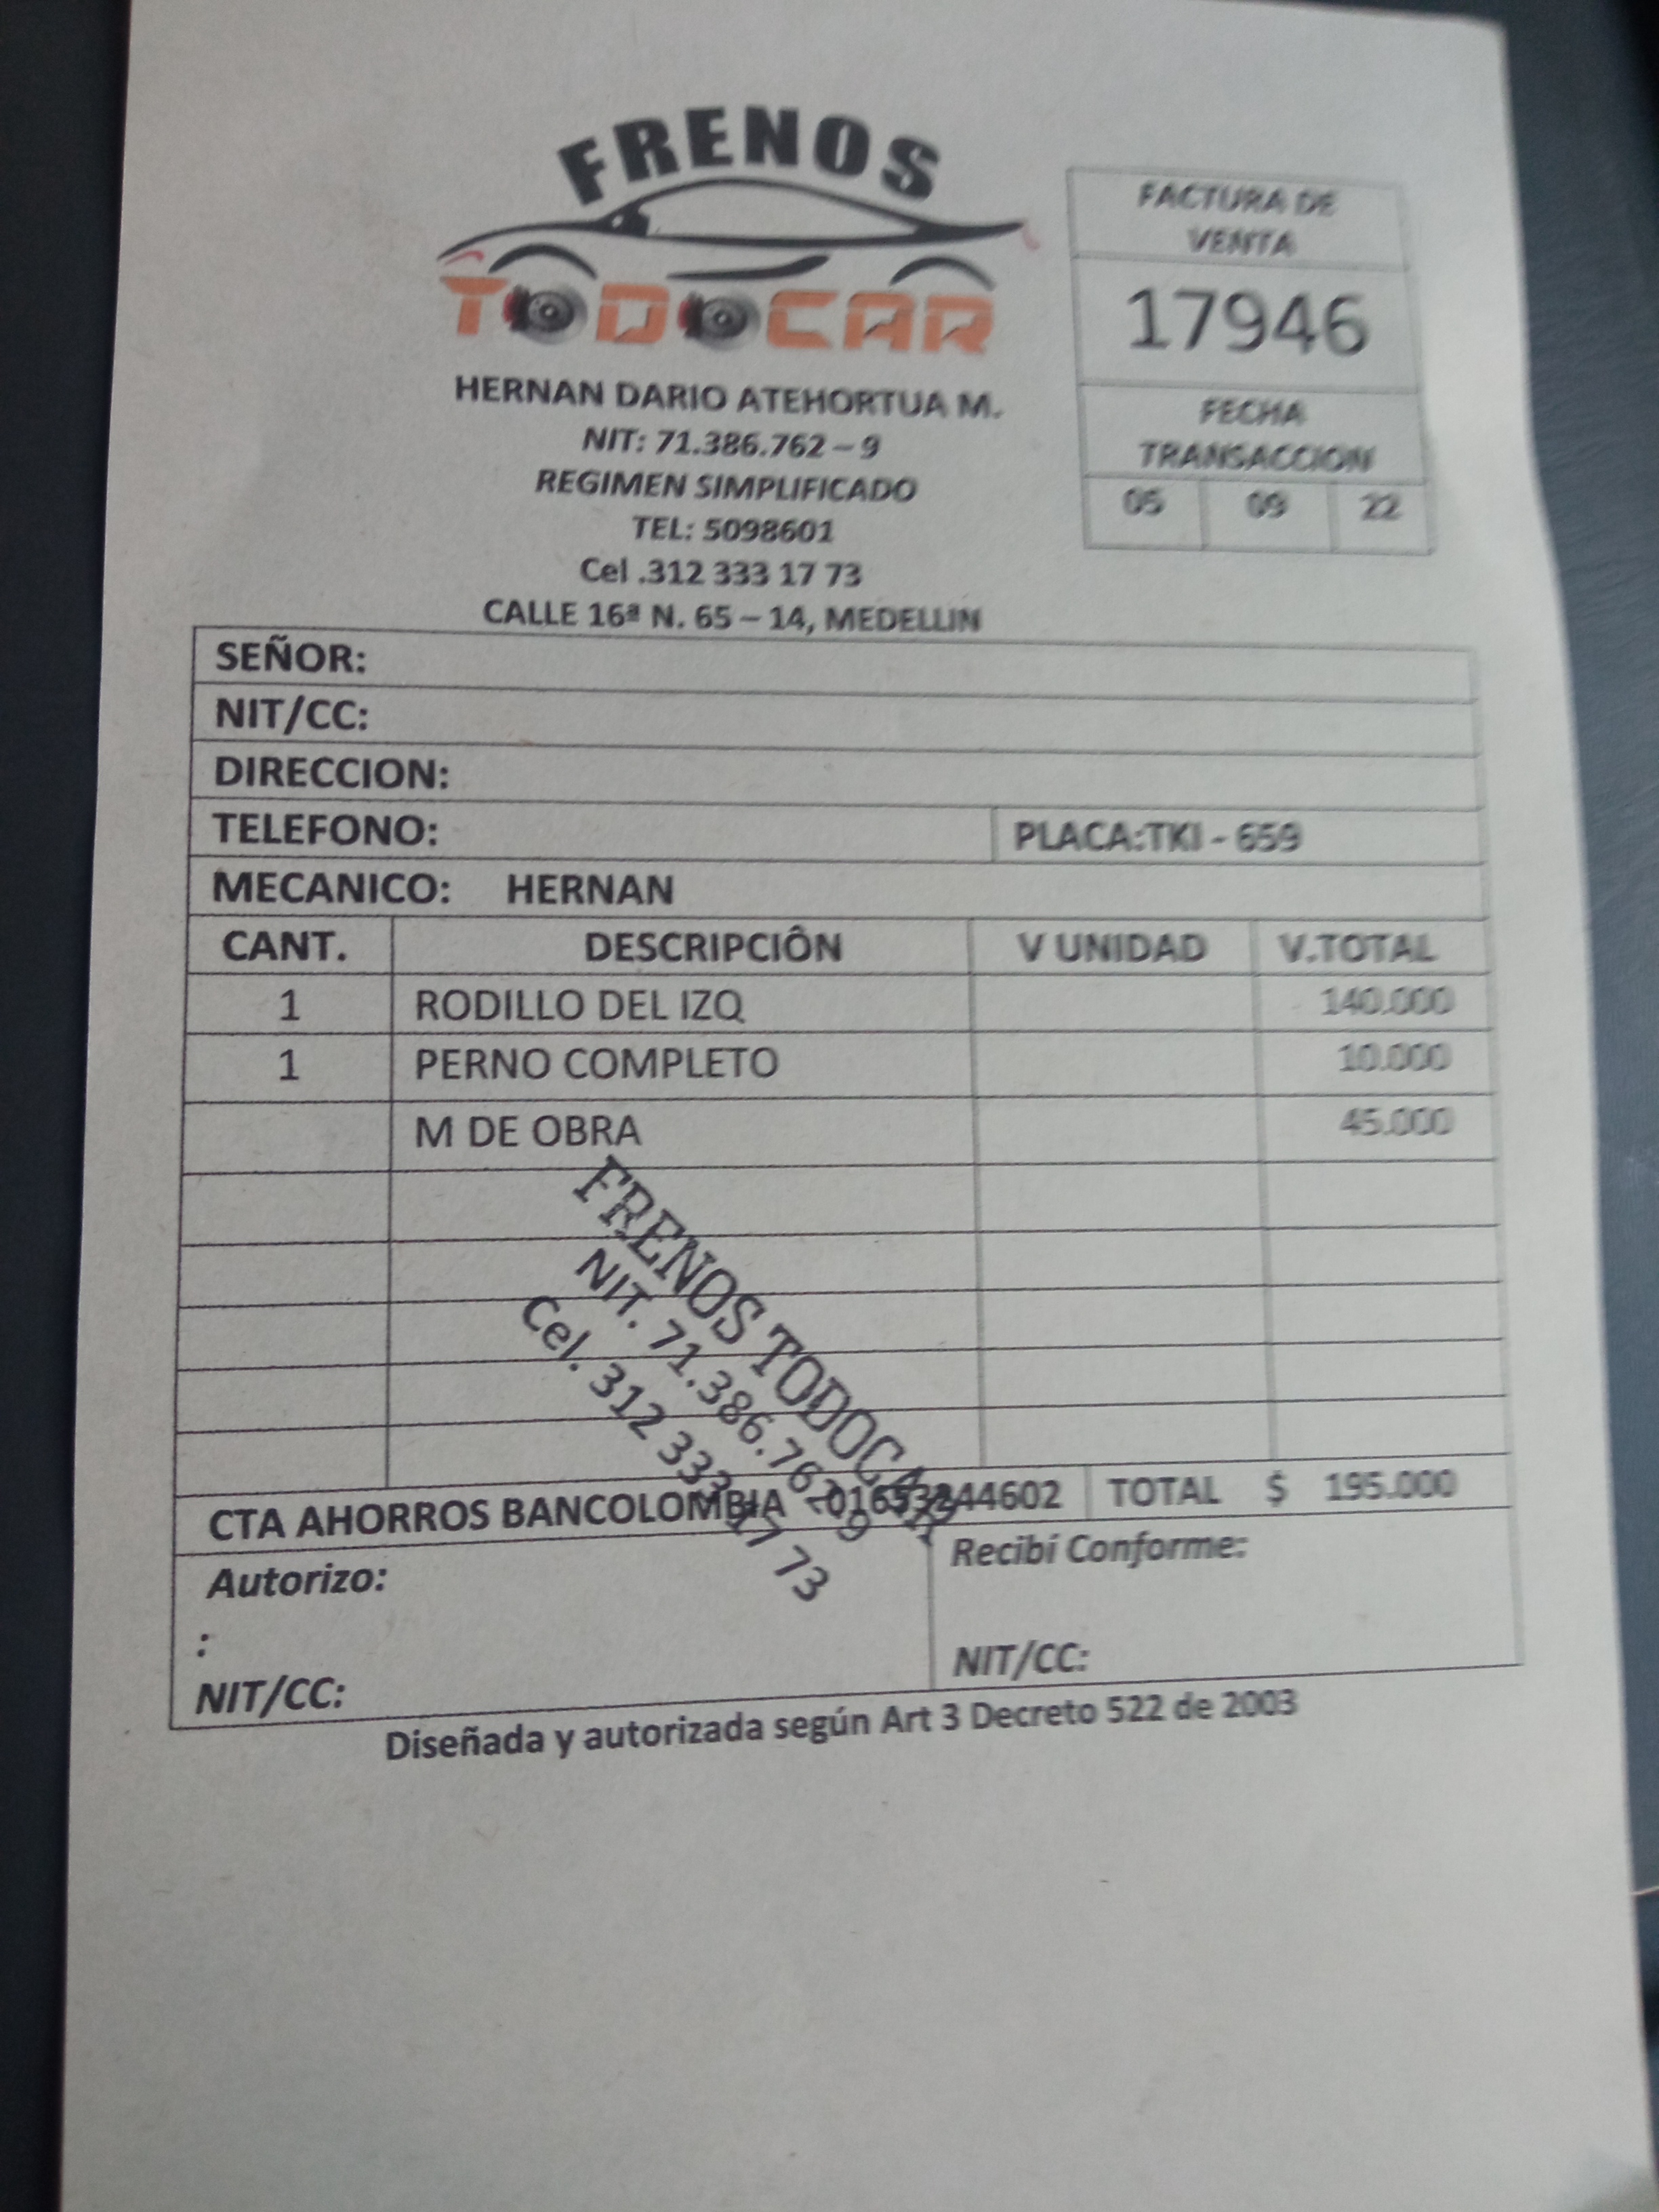 FRENOS
TODOCAR
HERNAN DARIO ATEHORTUA M.
NIT: 71.386.762 – 9
REGIMEN SIMPLIFICADO
TEL: 5098601
Cel .312 333 17 73
CALLE 16ª N. 65 – 14, MEDELLIN
FACTURA DE
VENTA
17946
FECHA
TRANSACCION
05 09 22
SEÑOR:
NIT/CC:
DIRECCION:
TELEFONO: PLACA:TKI - 659
MECANICO: HERNAN
CANT. DESCRIPCIÔN V UNIDAD V.TOTAL
1 RODILLO DEL IZQ 140.000
1 PERNO COMPLETO 10.000
M DE OBRA 45.000
FRENOS TODOCAR
NIT. 71.386.762-9
Cel. 312 333 17 73
CTA AHORROS BANCOLOMBIA TOTAL $ 195.000
Autorizo:
:
NIT/CC:
Recibí Conforme:
NIT/CC:
Diseñada y autorizada según Art 3 Decreto 522 de 2003